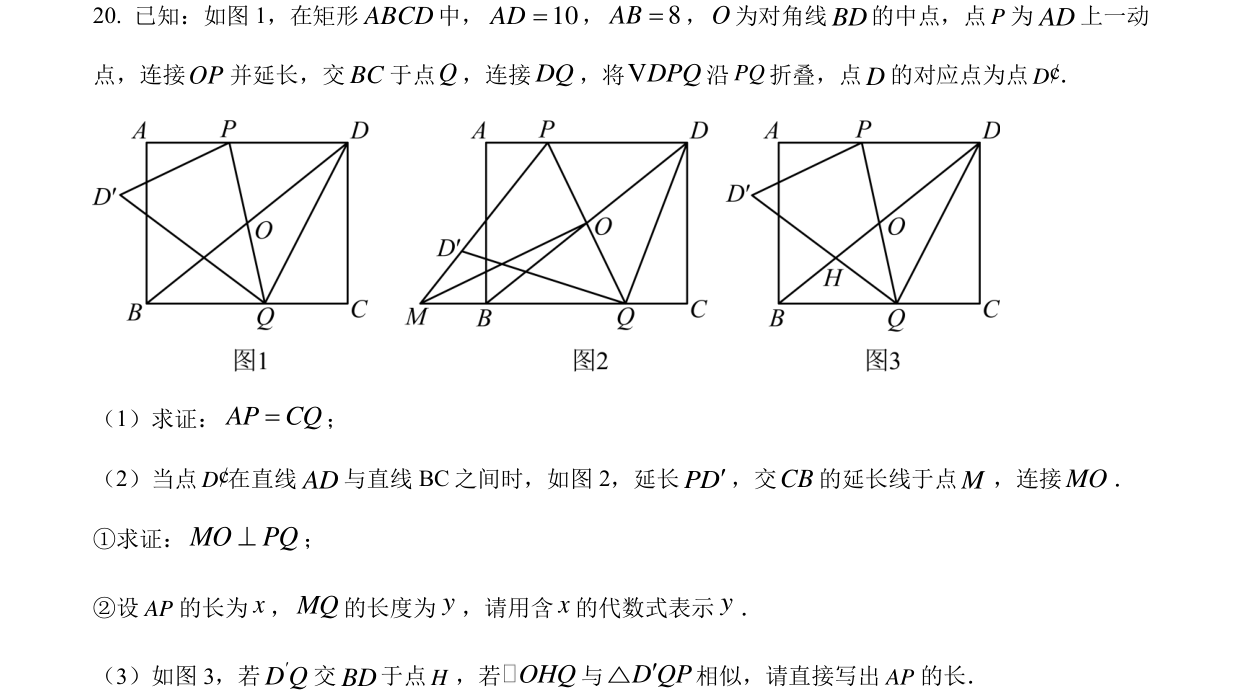 20. 已知：如图 1，在矩形 ABCD 中， AD = 10， AB = 8，O 为对角线 BD 的中点，点 P 为 AD 上一动
点，连接 OP 并延长，交 BC 于点 Q，连接 DQ，将VDPQ 沿 PQ 折叠，点 D 的对应点为点 D¢.
A P D A P D A P D
D′ O D′ O D′ O H
B Q C M B Q C B Q C
图1 图2 图3
（1）求证： AP = CQ；
（2）当点 D¢在直线 AD 与直线 BC 之间时，如图 2，延长 PD′，交 CB 的延长线于点 M ，连接 MO．
①求证： MO ⊥ PQ；
②设 AP 的长为 x， MQ 的长度为 y，请用含 x 的代数式表示 y．
（3）如图 3，若 D'Q 交 BD 于点 H，若□OHQ 与 △D′QP 相似，请直接写出 AP 的长．